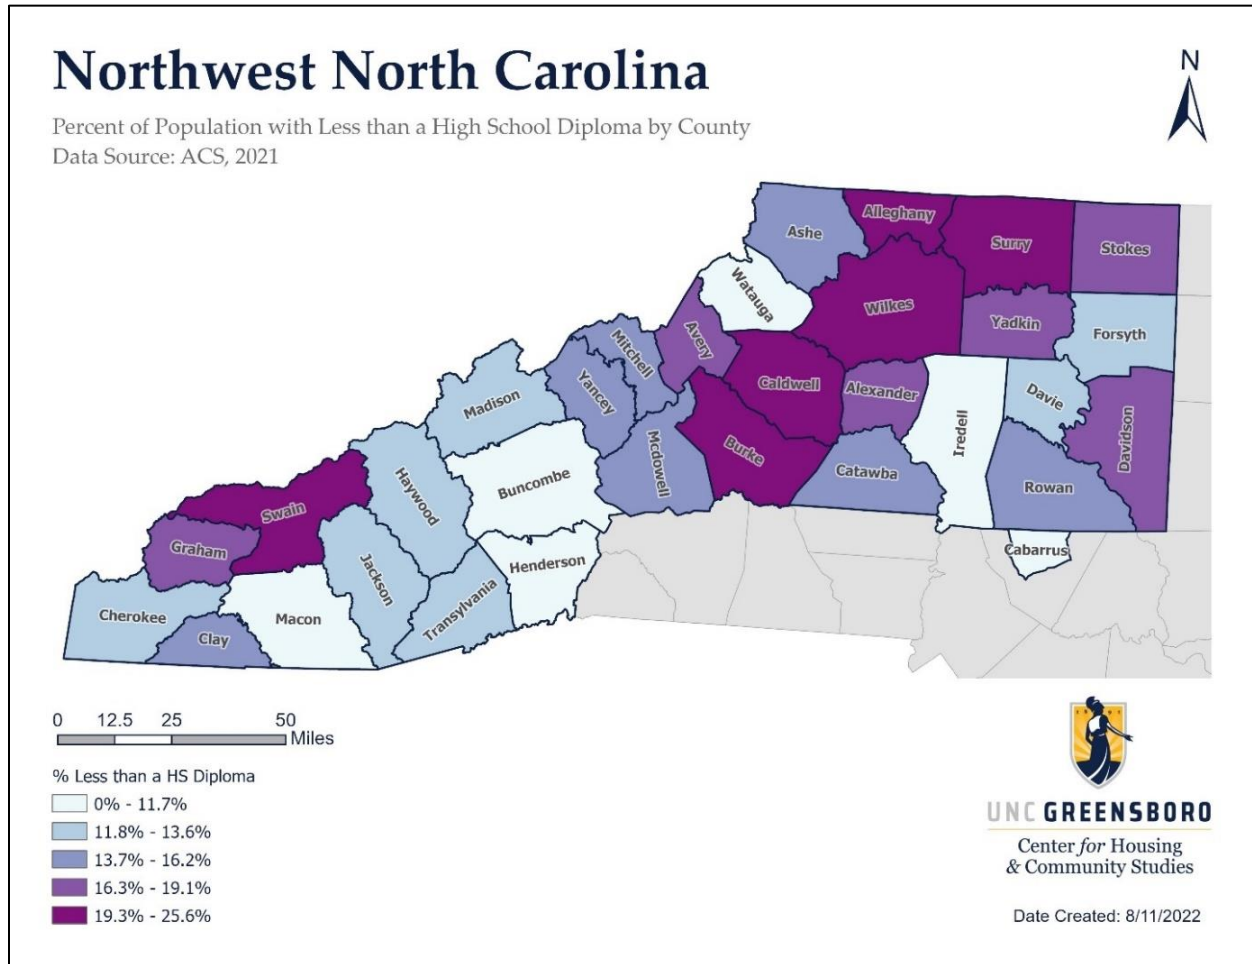 Northwest North Carolina
Percent of Population with Less than a High School Diploma by County
Data Source: ACS, 2021
N
Alleghany
Ashe
Surry
Stokes
Watauga
Wilkes
Yadkin
Forsyth
Mitchell
Avery
Caldwell
Alexander
Iredell
Davie
Davidson
Madison
Yancey
Burke
Catawba
Rowan
Mcdowell
Buncombe
Haywood
Swain
Graham
Jackson
Henderson
Cabarrus
Cherokee
Clay
Macon
Transylvania
0 12.5 25 50
Miles
% Less than a HS Diploma
0% - 11.7%
11.8% - 13.6%
13.7% - 16.2%
16.3% - 19.1%
19.3% - 25.6%
UNC GREENSBORO
Center for Housing
& Community Studies
Date Created: 8/11/2022